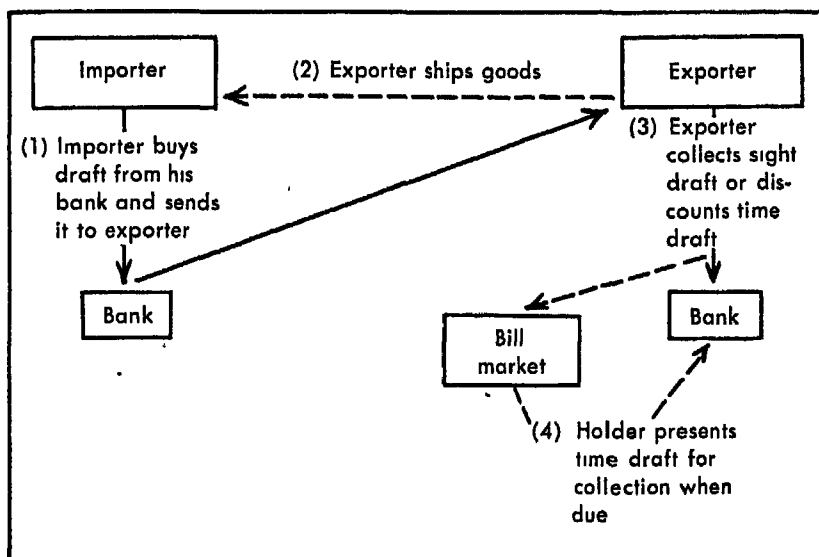 Importer
(2) Exporter ships goods
Exporter
(1) Importer buys
draft from his
bank and sends
it to exporter
(3) Exporter
collects sight
draft or dis-
counts time
draft
Bank
Bill
market
Bank
(4) Holder presents
time draft for
collection when
due